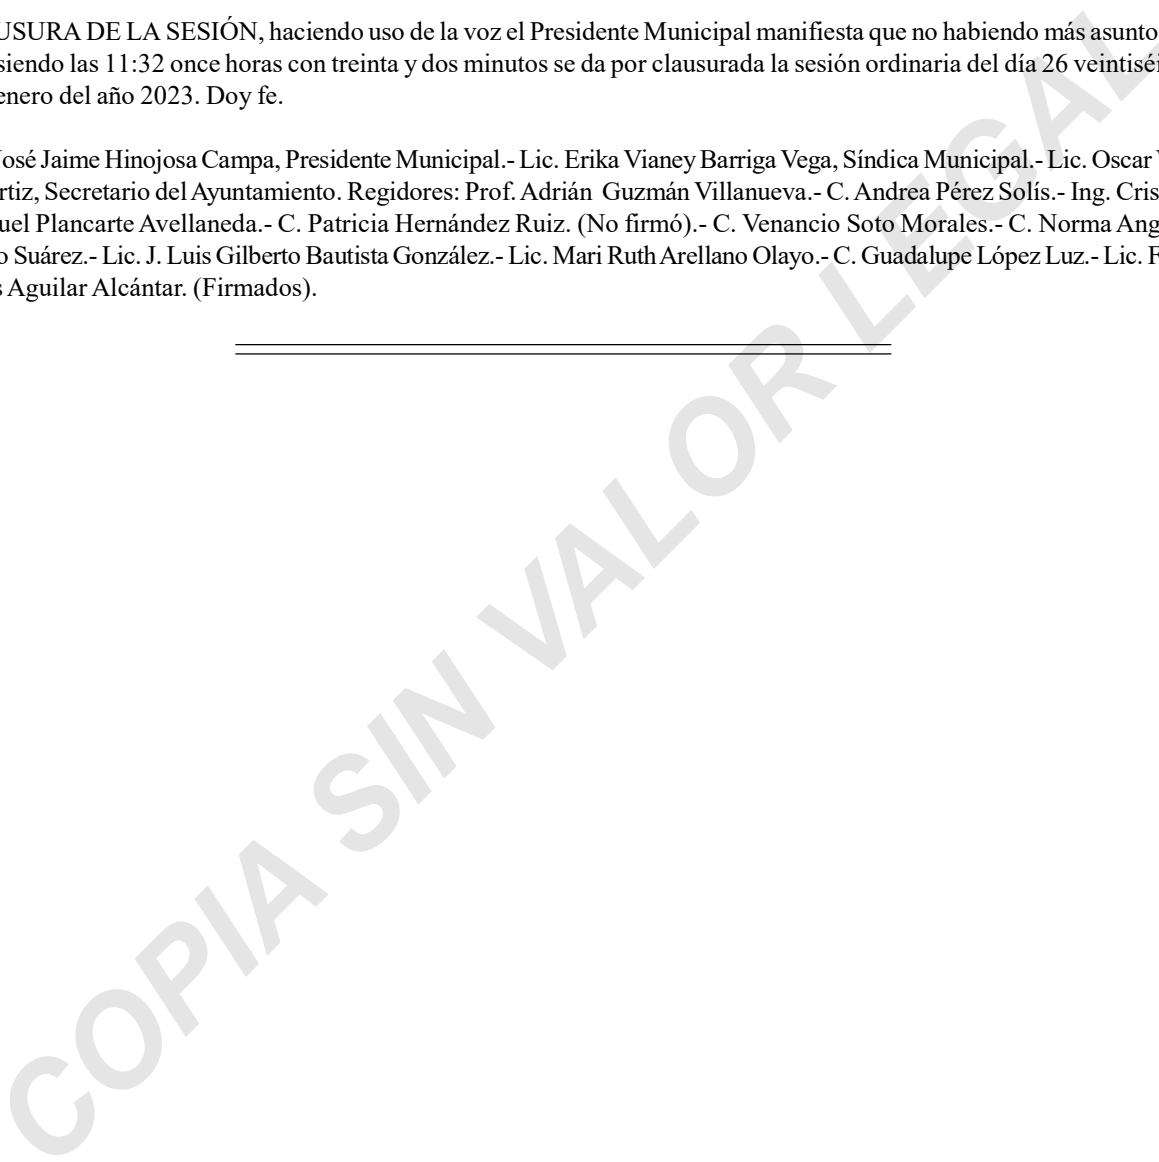 USURA DE LA SESIÓN, haciendo uso de la voz el Presidente Municipal manifiesta que no habiendo más asunto
siendo las 11:32 once horas con treinta y dos minutos se da por clausurada la sesión ordinaria del día 26 veintiséi
enero del año 2023. Doy fe.
José Jaime Hinojosa Campa, Presidente Municipal.- Lic. Erika Vianey Barriga Vega, Síndica Municipal.- Lic. Oscar
rtiz, Secretario del Ayuntamiento. Regidores: Prof. Adrián Guzmán Villanueva.- C. Andrea Pérez Solís.- Ing. Cris
uel Plancarte Avellaneda.- C. Patricia Hernández Ruiz. (No firmó).- C. Venancio Soto Morales.- C. Norma Ang
o Suárez.- Lic. J. Luis Gilberto Bautista González.- Lic. Mari Ruth Arellano Olayo.- C. Guadalupe López Luz.- Lic. F
s Aguilar Alcántar. (Firmados).
COPIA SIN VALOR LEGAL